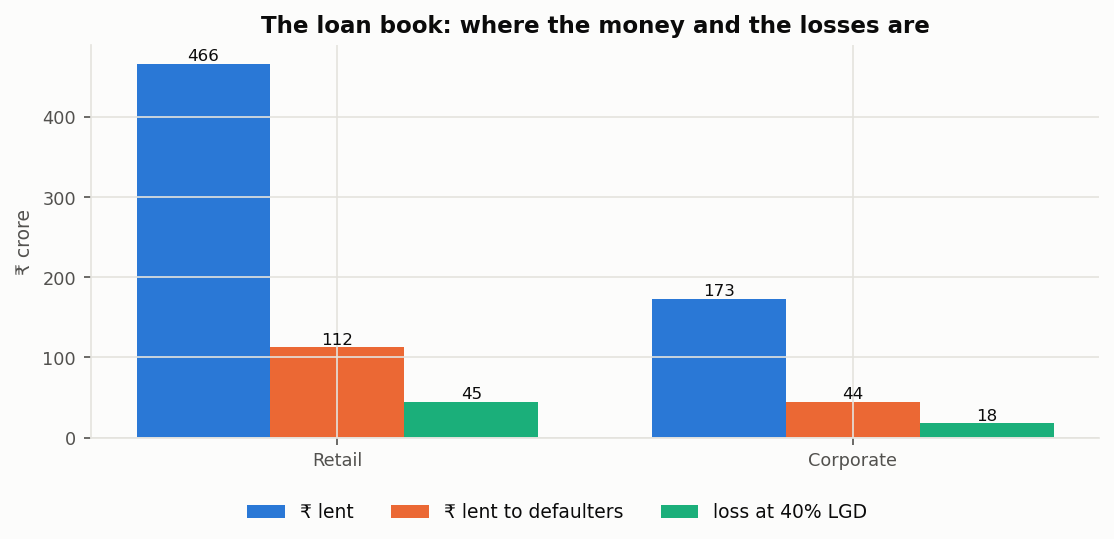 The loan book: where the money and the losses are
₹ crore
400
300
200
100
0
466
112
45
173
44
18
Retail
Corporate
₹ lent
₹ lent to defaulters
loss at 40% LGD